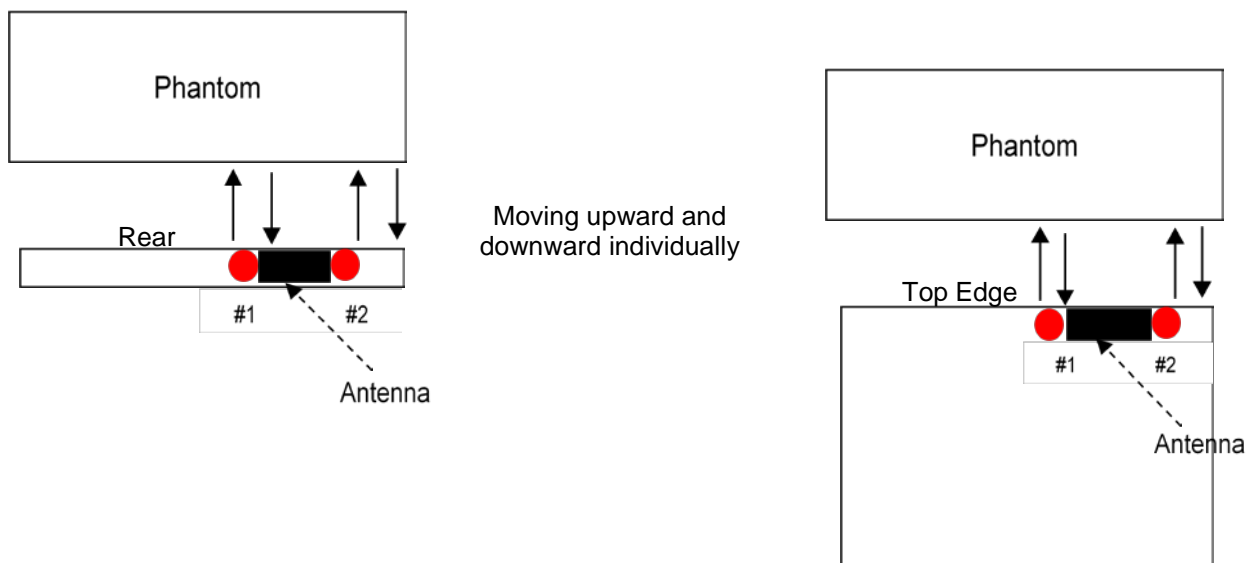 Phantom
Rear
#1
#2
Antenna
Moving upward and
downward individually
Phantom
Top Edge
#1
#2
Antenna